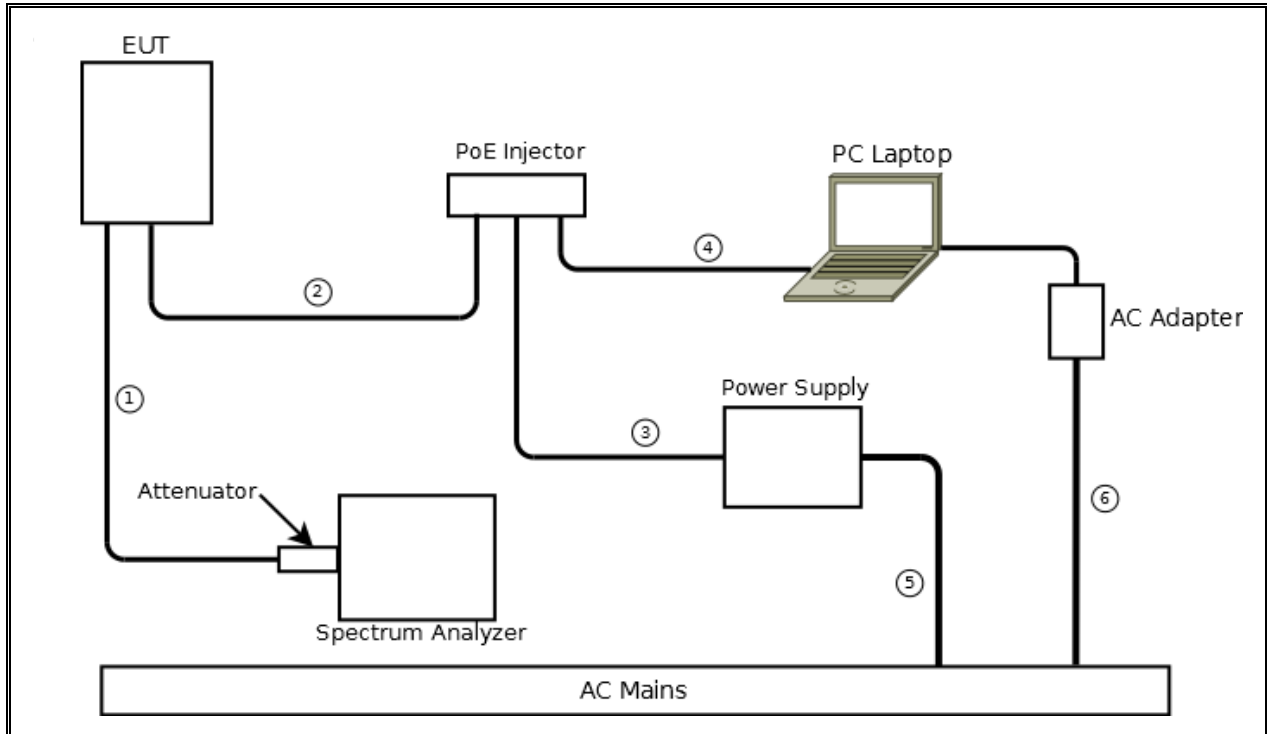 EUT
PoE Injector
PC Laptop
④
②
AC Adapter
①
Power Supply
③
Attenuator
⑥
⑤
Spectrum Analyzer
AC Mains